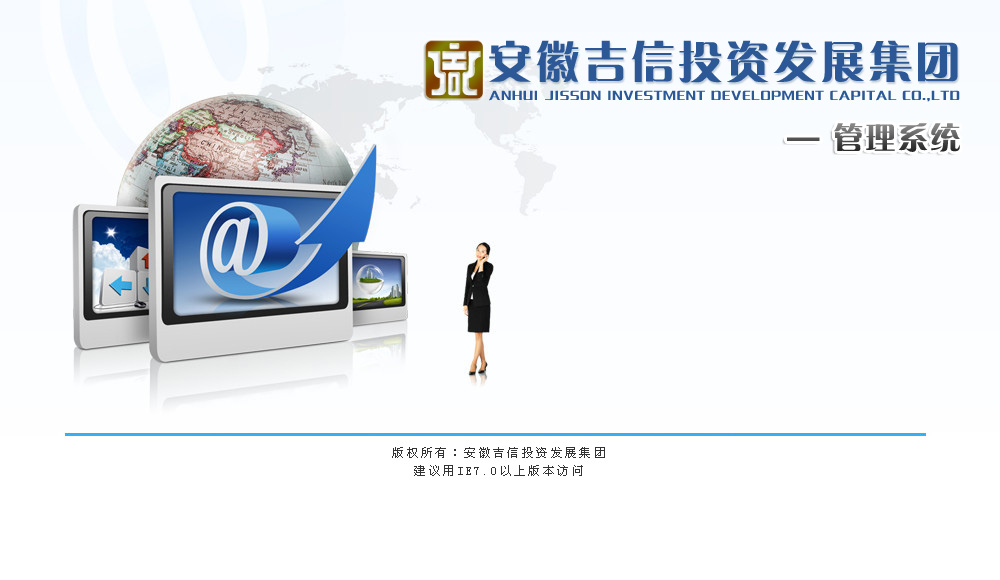 安徽吉信投资发展集团
ANHUI JISSON INVESTMENT DEVELOPMENT CAPITAL CO.,LTD
— 管理系统
CHINA
@
版权所有：安徽吉信投资发展集团
建议用IE7.0以上版本访问